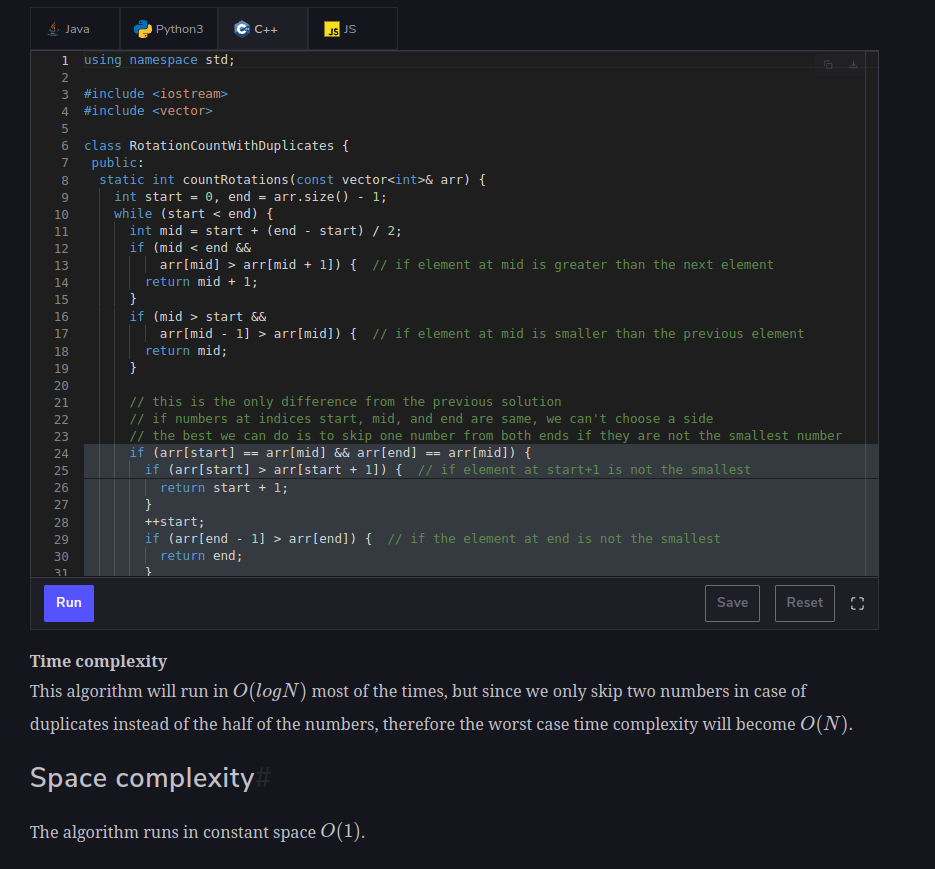 Java Python3 C++ JS JS
1 using namespace std;
2
3 #include <iostream>
4 #include <vector>
5
6 class RotationCountWithDuplicates {
7 public:
8 static int countRotations(const vector<int>& arr) {
9 int start = 0, end = arr.size() - 1;
10 while (start < end) {
11 int mid = start + (end - start) / 2;
12 if (mid < end &&
13 arr[mid] > arr[mid + 1]) { // if element at mid is greater than the next element
14 return mid + 1;
15 }
16 if (mid > start &&
17 arr[mid - 1] > arr[mid]) { // if element at mid is smaller than the previous element
18 return mid;
19 }
20
21 // this is the only difference from the previous solution
22 // if numbers at indices start, mid, and end are same, we can't choose a side
23 // the best we can do is to skip one number from both ends if they are not the smallest number
24 if (arr[start] == arr[mid] && arr[end] == arr[mid]) {
25 if (arr[start] > arr[start + 1]) { // if element at start+1 is not the smallest
26 return start + 1;
27 }
28 ++start;
29 if (arr[end - 1] > arr[end]) { // if the element at end is not the smallest
30 return end;
31 }
Run Save Reset
Time complexity
This algorithm will run in O(logN) most of the times, but since we only skip two numbers in case of
duplicates instead of the half of the numbers, therefore the worst case time complexity will become O(N).
Space complexity#
The algorithm runs in constant space O(1).